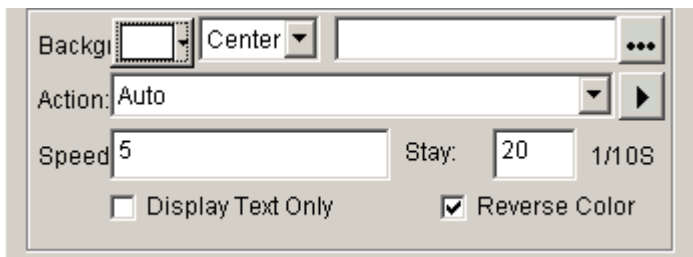 Backgı Center ...
Action: Auto
Speed 5 Stay: 20 1/10S
Display Text Only Reverse Color